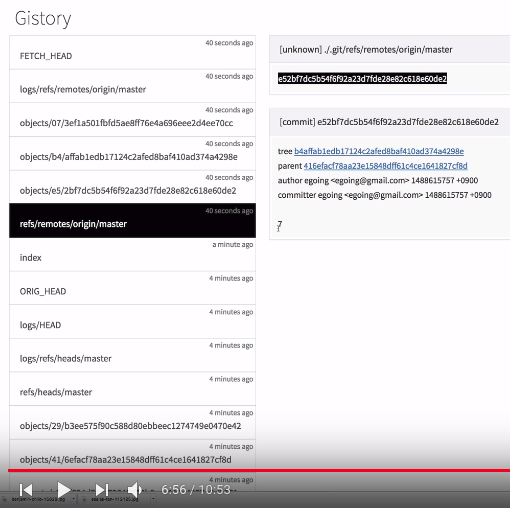 Gistory
40 seconds ago
FETCH_HEAD
40 seconds ago
logs/refs/remotes/origin/master
40 seconds ago
objects/07/3ef1a501fbfd5ae8ff76e4a696eee2d4ee70cc
40 seconds ago
objects/b4/affab1edb17124c2afed8baf410ad374a4298e
40 seconds ago
objects/e5/2bf7dc5b54f6f92a23d7fde28e82c618e60de2
40 seconds ago
refs/remotes/origin/master
a minute ago
index
4 minutes ago
ORIG_HEAD
4 minutes ago
logs/HEAD
4 minutes ago
logs/refs/heads/master
4 minutes ago
refs/heads/master
4 minutes ago
objects/29/b3ee575f90c588d80ebbeec1274749e0470e42
4 minutes ago
objects/41/6efacf78aa23e15848dff61c4ce1641827cf8d
4 minutes ago
[unknown] ./.git/refs/remotes/origin/master
e52bf7dc5b54f6f92a23d7fde28e82c618e60de2
[commit] e52bf7dc5b54f6f92a23d7fde28e82c618e60de2
tree b4affab1edb17124c2afed8baf410ad374a4298e
parent 416efacf78aa23e15848dff61c4ce1641827cf8d
author egoing <egoing@gmail.com> 1488615757 +0900
committer egoing <egoing@gmail.com> 1488615757 +0900
7
6:56 / 10:53